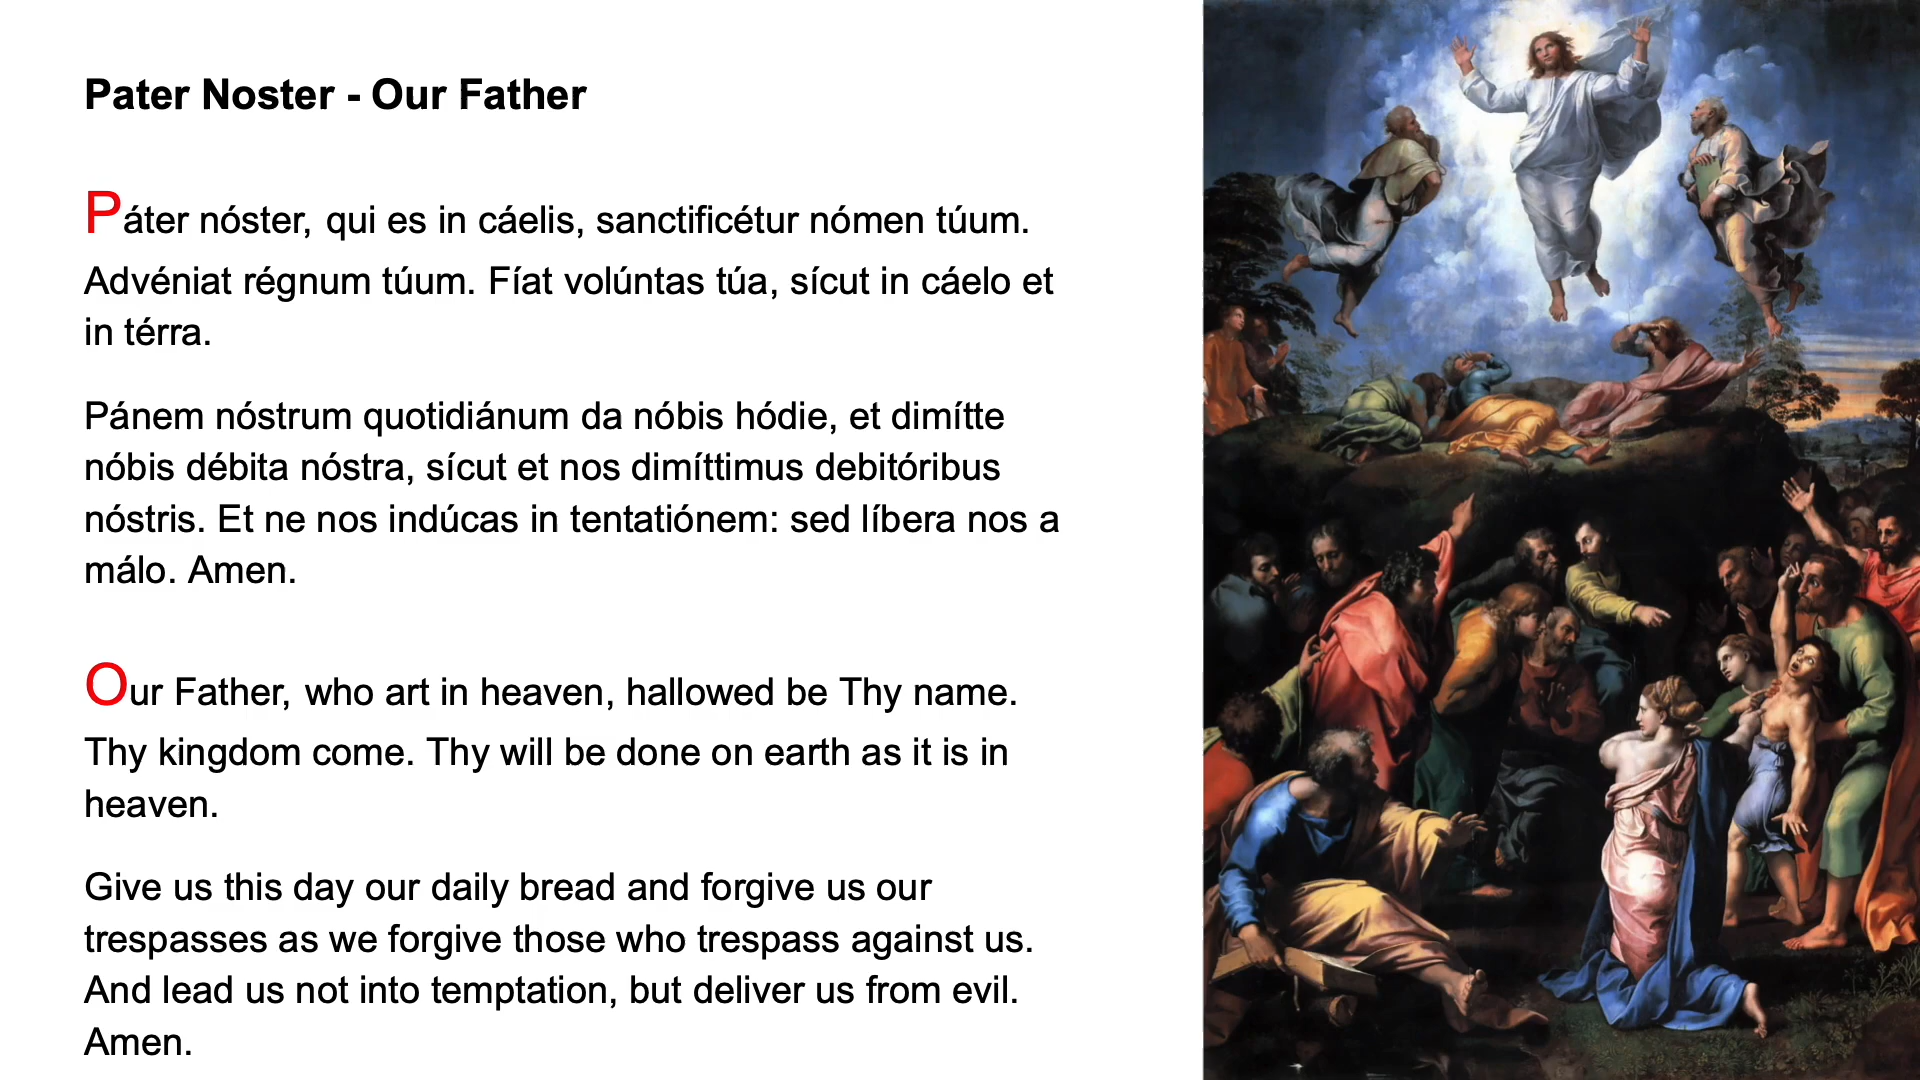 Pater Noster - Our Father
Páter nóster, qui es in cáelis, sanctificétur nómen túum.
Advéniat régnum túum. Fíat volúntas túa, sícut in cáelo et
in térra.
Pánem nóstrum quotidiánum da nóbis hódie, et dimítte
nóbis débita nóstra, sícut et nos dimíttimus debitóribus
nóstris. Et ne nos indúcas in tentatiónem: sed líbera nos a
málo. Amen.
Our Father, who art in heaven, hallowed be Thy name.
Thy kingdom come. Thy will be done on earth as it is in
heaven.
Give us this day our daily bread and forgive us our
trespasses as we forgive those who trespass against us.
And lead us not into temptation, but deliver us from evil.
Amen.